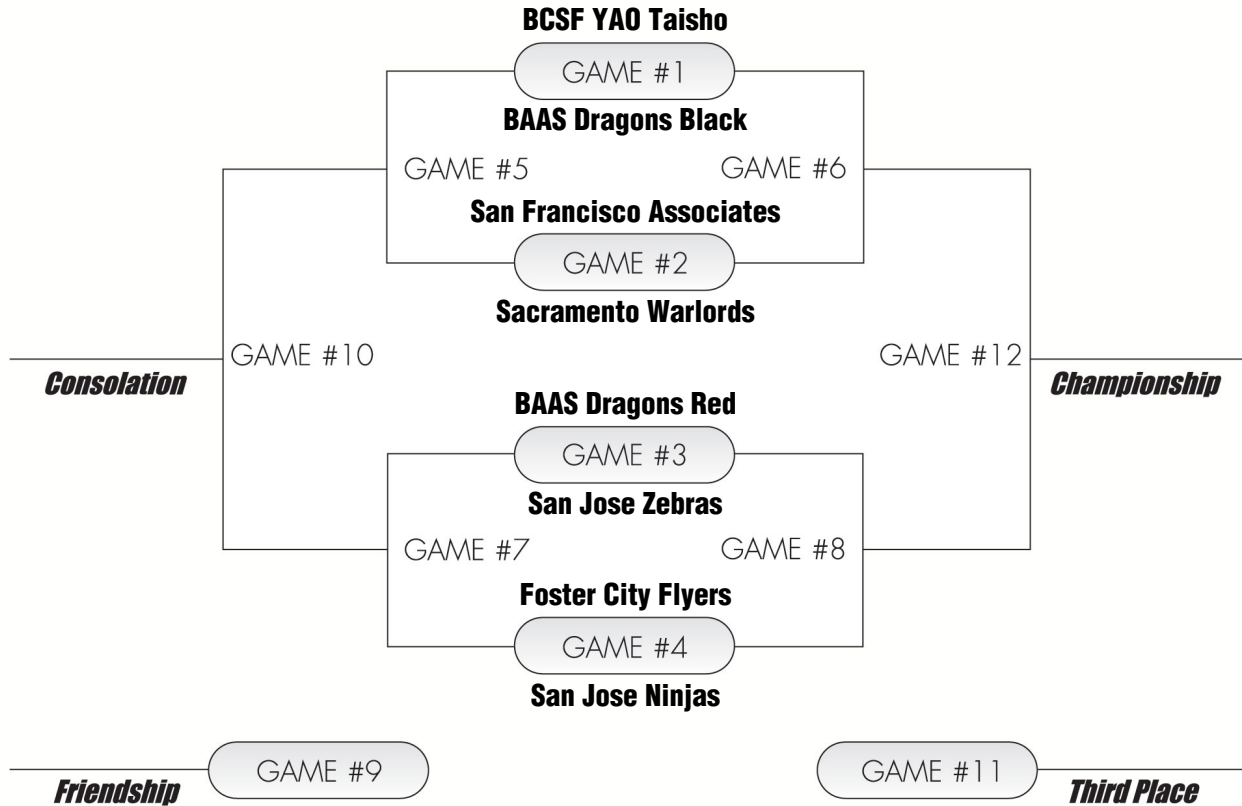 BCSF YAO Taisho
GAME #1
BAAS Dragons Black
GAME #5
GAME #6
San Francisco Associates
GAME #2
Sacramento Warlords
GAME #10
GAME #12
Consolation
Championship
BAAS Dragons Red
GAME #3
San Jose Zebras
GAME #7
GAME #8
Foster City Flyers
GAME #4
San Jose Ninjas
GAME #9
GAME #11
Friendship
Third Place